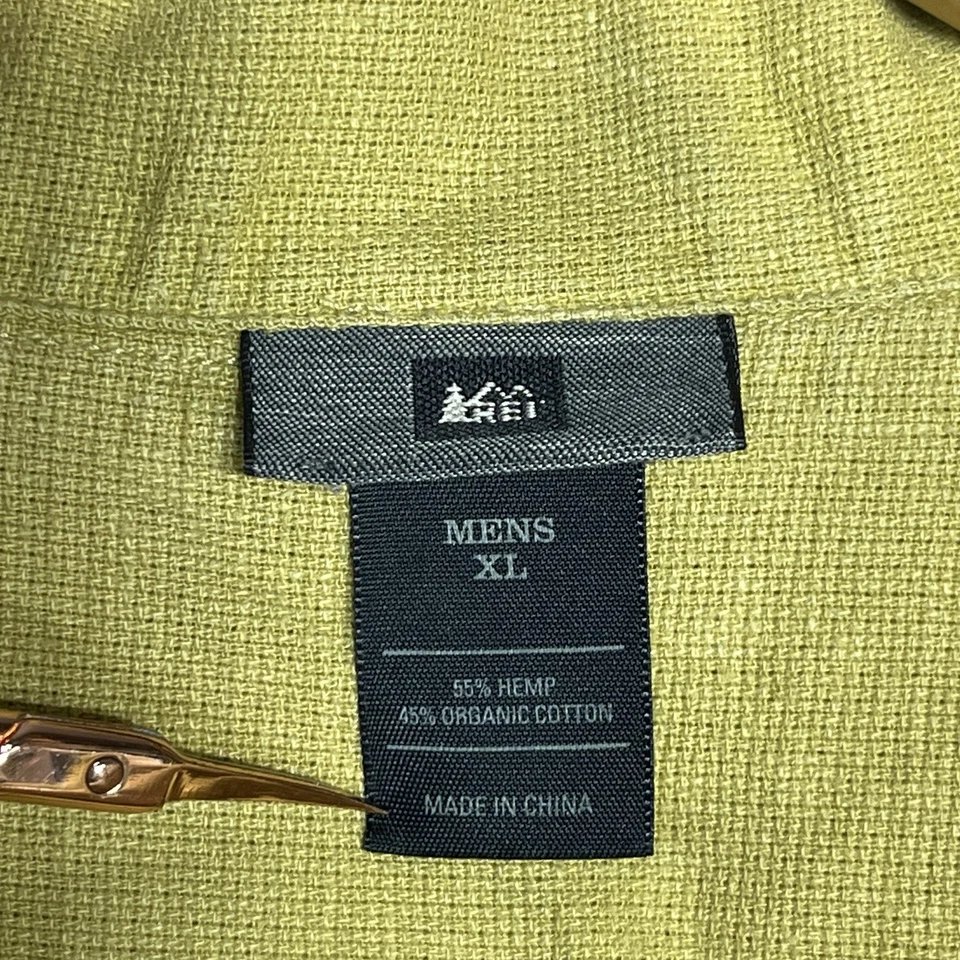 REI
MENS
XL
55% HEMP
45% ORGANIC COTTON
MADE IN CHINA